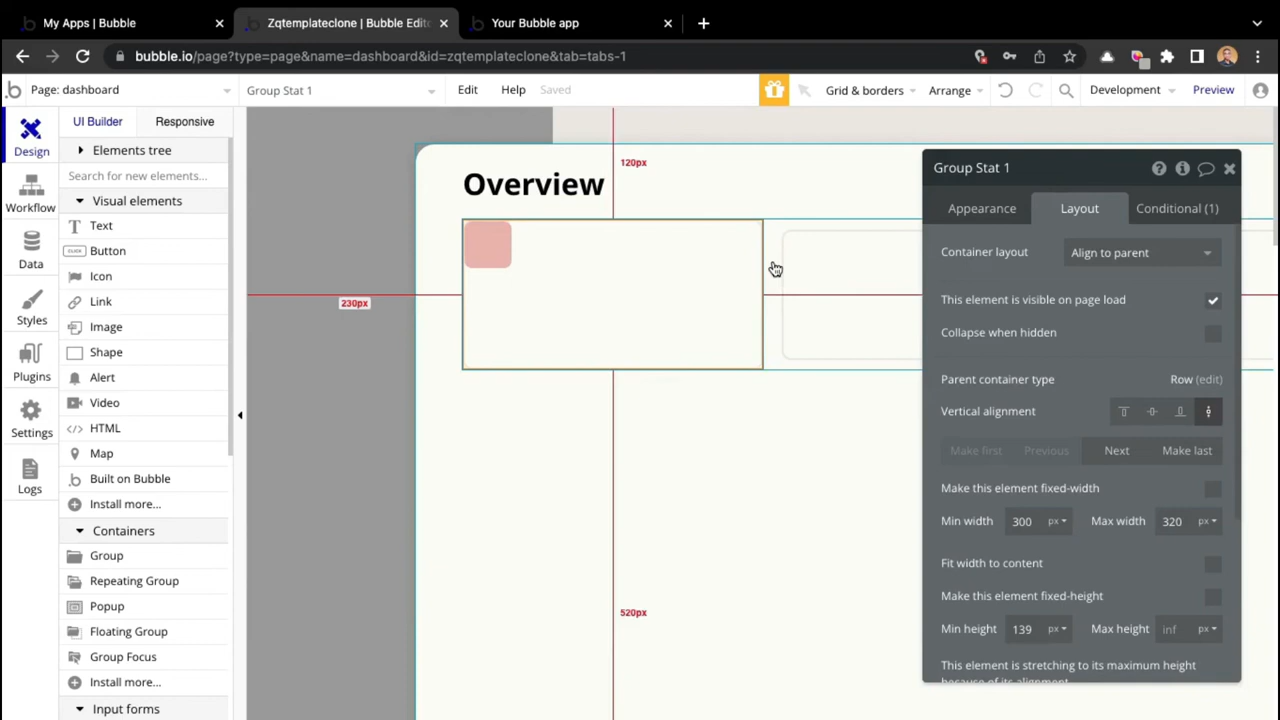 My Apps | Bubble
Zqtemplateclone | Bubble Edito
Your Bubble app
bubble.io/page?type=page&name=dashboard&id=zqtemplateclone&tab=tabs-1
Page: dashboard
Group Stat 1
Edit
Help
Saved
Grid & borders
Arrange
Development
Preview
Design
Workflow
Data
Styles
Plugins
Settings
Logs
UI Builder
Responsive
Elements tree
Search for new elements...
Visual elements
Text
CLICK
Button
Icon
Link
Image
Shape
Alert
Video
</> HTML
Map
Built on Bubble
Install more...
Containers
Group
Repeating Group
Popup
Floating Group
Group Focus
Install more...
Input forms
120px
Overview
230px
520px
Group Stat 1
Appearance
Layout
Conditional (1)
Container layout
Align to parent
This element is visible on page load
Collapse when hidden
Parent container type
Row (edit)
Vertical alignment
Make first
Previous
Next
Make last
Make this element fixed-width
Min width
300
px
Max width
320
px
Fit width to content
Make this element fixed-height
Min height
139
px
Max height
inf
px
This element is stretching to its maximum height
because of its alignment